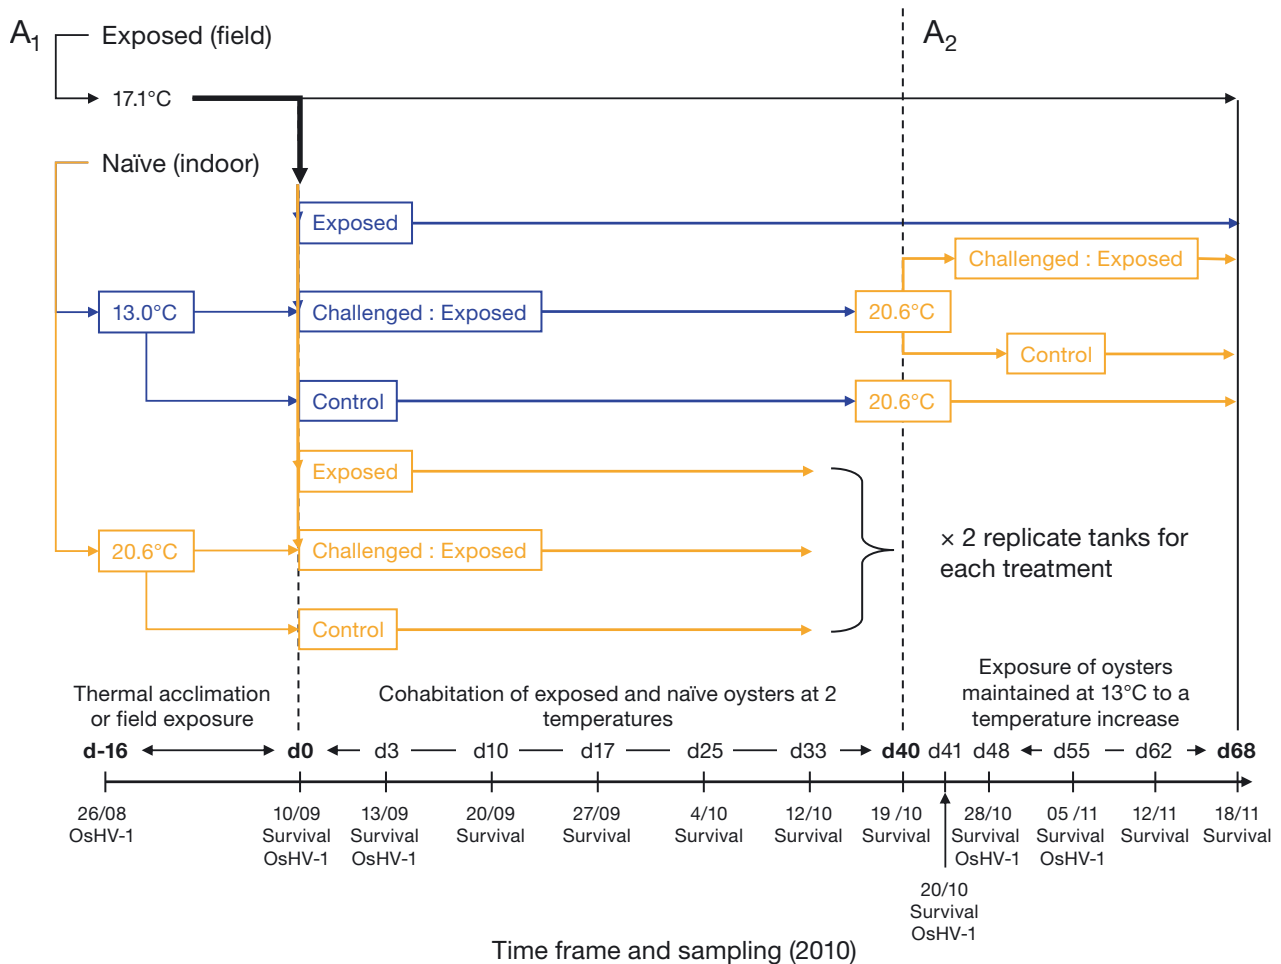 A1
Exposed (field)
A2
17.1°C
Naïve (indoor)
Exposed
Challenged : Exposed
13.0°C
Challenged : Exposed
20.6°C
Control
Control
20.6°C
Exposed
20.6°C
Challenged : Exposed
× 2 replicate tanks for
each treatment
Control
Thermal acclimation
or field exposure
Cohabitation of exposed and naïve oysters at 2
temperatures
Exposure of oysters
maintained at 13°C to a
temperature increase
d-16 d0 d3 d10 d17 d25 d33 d40 d41 d48 d55 d62 d68
26/08
OsHV-1
10/09
Survival
OsHV-1
13/09
Survival
OsHV-1
20/09
Survival
27/09
Survival
4/10
Survival
12/10
Survival
19 /10
Survival
20/10
Survival
OsHV-1
28/10
Survival
OsHV-1
05 /11
Survival
OsHV-1
12/11
Survival
18/11
Survival
Time frame and sampling (2010)